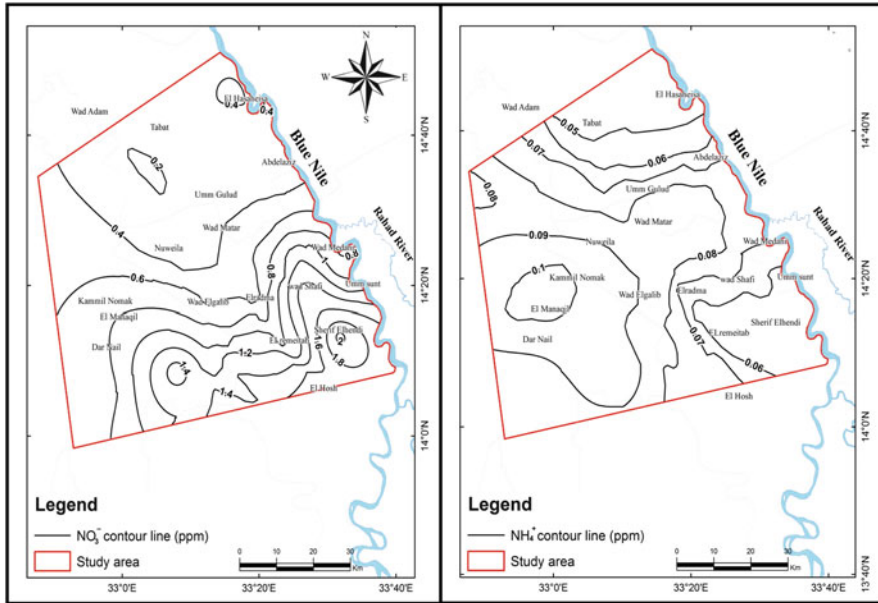 N
W E
S
El Hasaheisa
0.4
0.4
Wad Adam
Tabat
Blue Nile
Abdelaziz
0.2
Umm Gulud
Rahad River
0.4
Wad Matar
Nuweila
Wad Medani
0.8
1
0.6
0.8
Umm sunt
wad Shafi
Kammil Nomak
Wad Elgalib
Elradma
El Manaqil
Sherif Elhendi
ELremeitab
2
Dar Nail
1.2
1.6
1.8
1.4
1.4
El Hosh
14°40'N
14°20'N
14°0'N
Legend
NO₃⁻ contour line (ppm)
Study area
0 10 20 30
Km
33°0'E 33°20'E 33°40'E
El Hasaheisa
Wad Adam
0.05
Tabat
Blue Nile
0.07
0.06
Abdelaziz
0.08
Umm Gulud
Rahad River
Wad Matar
0.09
Nuweila
Wad Medani
0.08
0.1
Kammil Nomak
wad Shafi
Umm sunt
Wad Elgalib
Elradma
El Manaqil
Sherif Elhendi
ELremeitab
Dar Nail
0.07
0.06
El Hosh
14°40'N
14°20'N
14°0'N
13°40'N
Legend
NH₄⁺ contour line (ppm)
Study area
0 10 20 30
Km
33°0'E 33°20'E 33°40'E